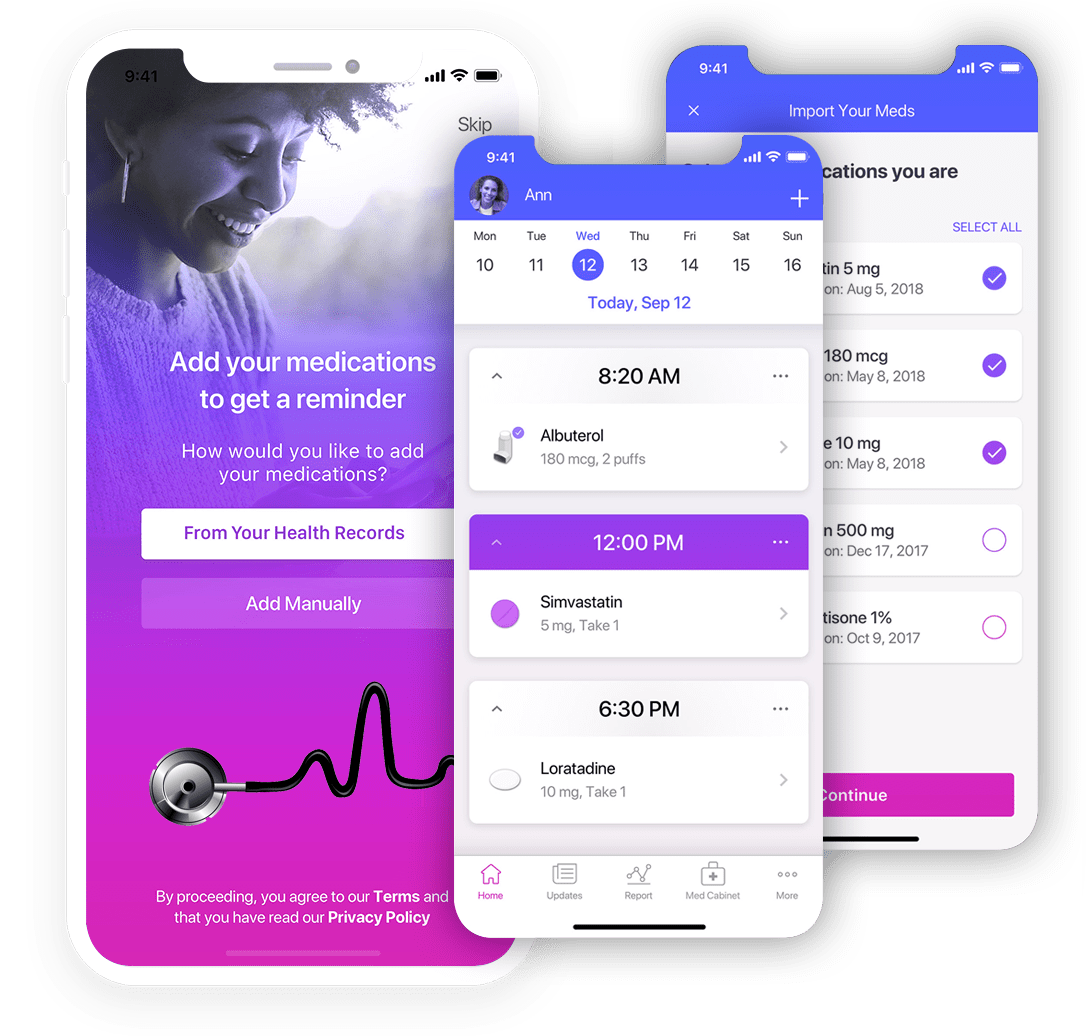 9:41
Skip
Add your medications
to get a reminder
How would you like to add
your medications?
From Your Health Records
Add Manually
By proceeding, you agree to our Terms and
that you have read our Privacy Policy
9:41
Ann
Mon Tue Wed Thu Fri Sat Sun
10 11 12 13 14 15 16
Today, Sep 12
8:20 AM
Albuterol
180 mcg, 2 puffs
12:00 PM
Simvastatin
5 mg, Take 1
6:30 PM
Loratadine
10 mg, Take 1
Home Updates Report Med Cabinet More
9:41
Import Your Meds
you are
SELECT ALL
5 mg
on: Aug 5, 2018
180 mcg
on: May 8, 2018
10 mg
on: May 8, 2018
500 mg
on: Dec 17, 2017
1%
on: Oct 9, 2017
Continue